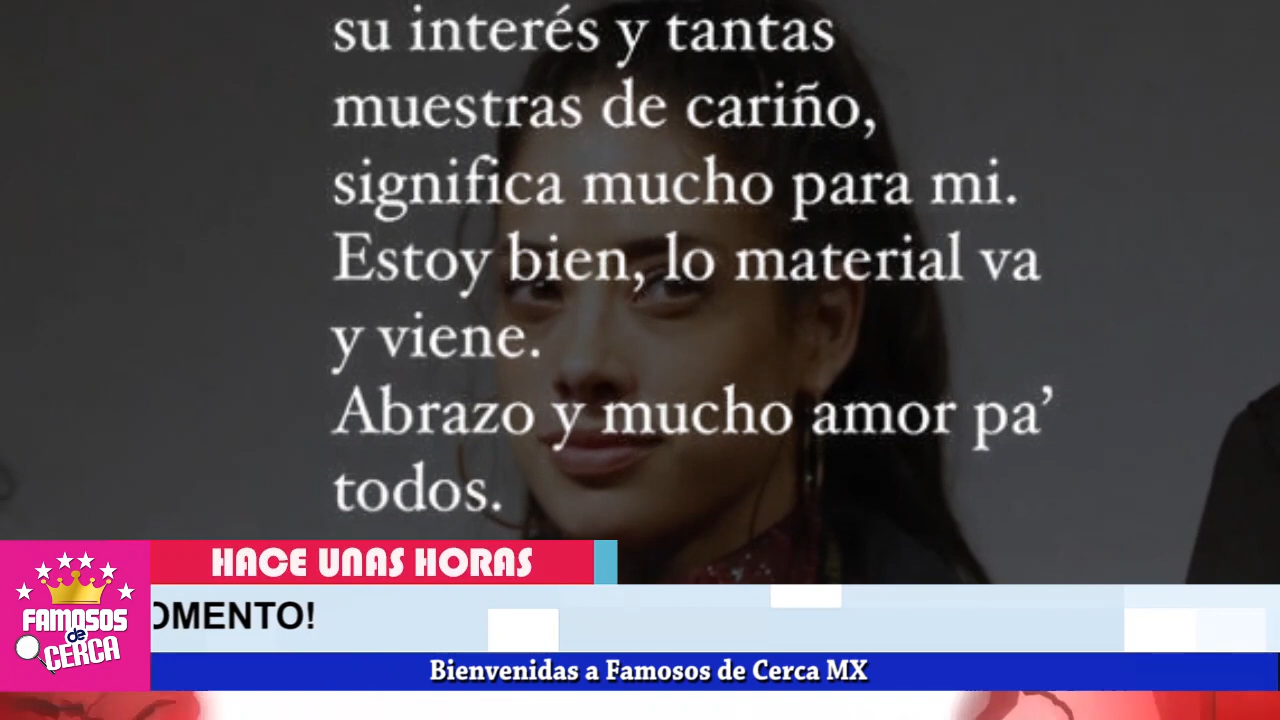 su interés y tantas
muestras de cariño,
significa mucho para mi.
Estoy bien, lo material va
y viene.
Abrazo y mucho amor pa’
todos.
HACE UNAS HORAS
OMENTO!
FAMOSOS
de
CERCA
Bienvenidas a Famosos de Cerca MX